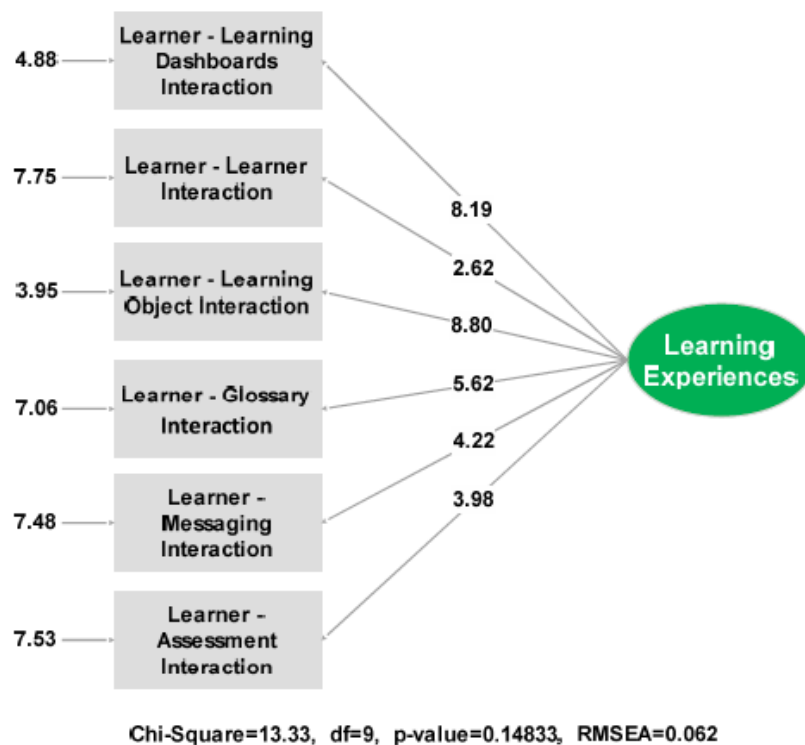 4.88
Learner - Learning
Dashboards
Interaction
7.75
Learner - Learner
Interaction
3.95
Learner - Learning
Object Interaction
7.06
Learner - Glossary
Interaction
7.48
Learner -
Messaging
Interaction
7.53
Learner -
Assessment
Interaction
8.19
2.62
8.80
5.62
4.22
3.98
Learning
Experiences
Chi-Square=13.33, df=9, p-value=0.14833, RMSEA=0.062